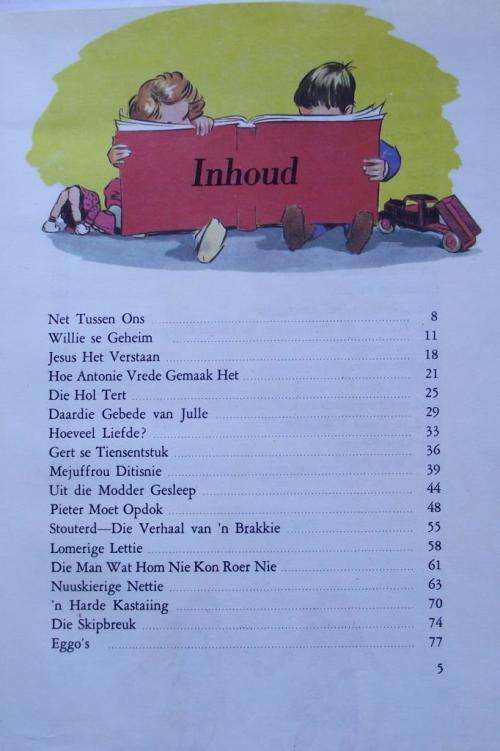 Inhoud
Net Tussen Ons 8
Willie se Geheim 11
Jesus Het Verstaan 18
Hoe Antonie Vrede Gemaak Het 21
Die Hol Tert 25
Daardie Gebede van Julle 29
Hoeveel Liefde? 33
Gert se Tiensentstuk 36
Mejuffrou Ditisnie 39
Uit die Modder Gesleep 44
Pieter Moet Opdok 48
Stouterd—Die Verhaal van 'n Brakkie 55
Lomerige Lettie 58
Die Man Wat Hom Nie Kon Roer Nie 61
Nuuskierige Nettie 63
'n Harde Kastaiing 70
Die Skipbreuk 74
Eggo's 77
5